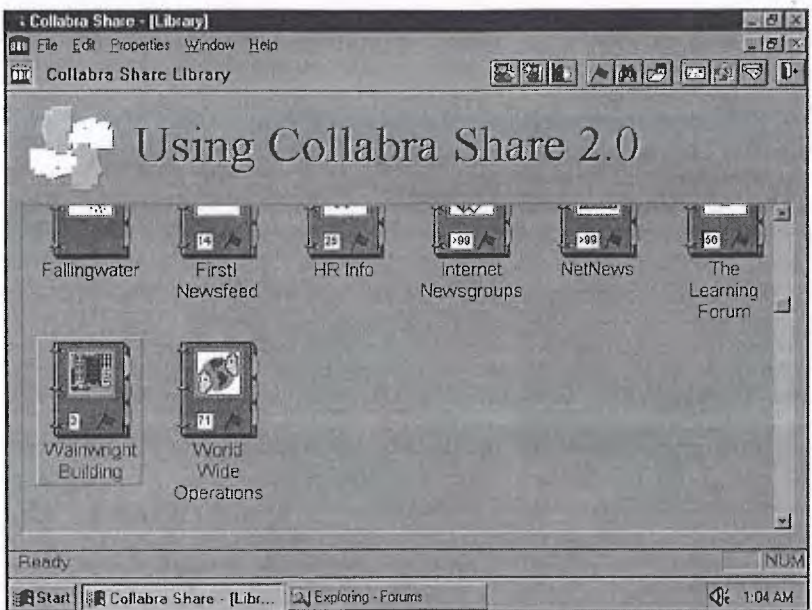 Collabra Share - [Library]
File Edit Properties Window Help
Collabra Share Library
Using Collabra Share 2.0
14 25 >99 >99 50
Fallingwater First! HR Info Internet NetNews The
Newsfeed Newsgroups Learning
Forum
71
Wainwright World
Building Wide
Operations
Ready NUM
Start Collabra Share - [Libr... Exploring - Forums 1:04 AM